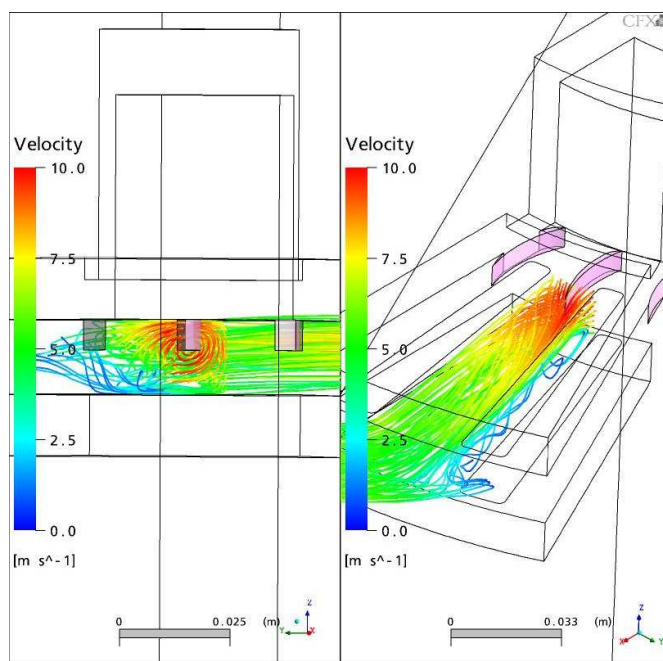 CFX
Velocity
10.0
7.5
5.0
2.5
0.0
[m s^-1]
0 0.025 (m)
Z
Y X
Velocity
10.0
7.5
5.0
2.5
0.0
[m s^-1]
0 0.033 (m)
Z
Y X